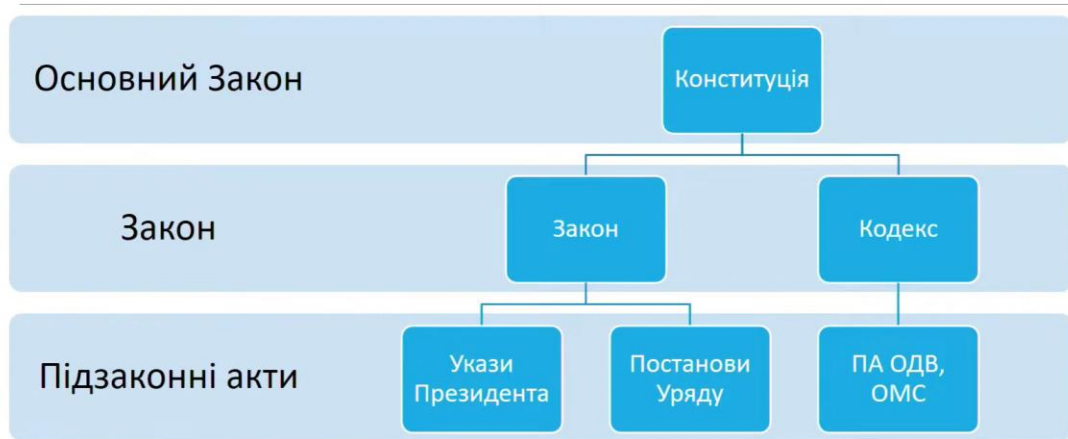 Основний Закон
Конституція
Закон
Закон
Кодекс
Підзаконні акти
Укази
Президента
Постанови
Уряду
ПА ОДВ,
ОМС